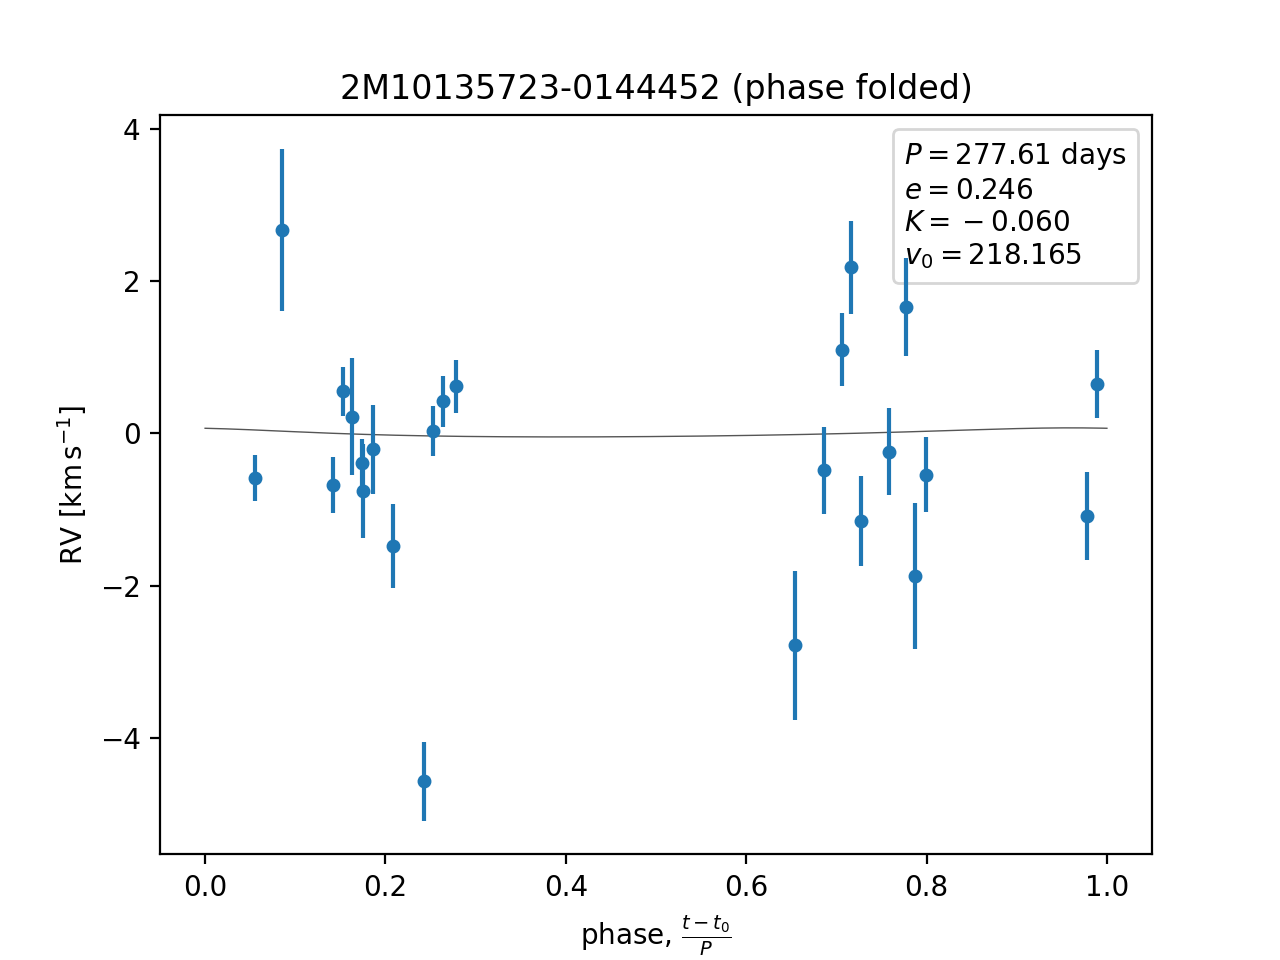 2M10135723-0144452 (phase folded)
P = 277.61 days
e = 0.246
K = −0.060
v₀ = 218.165
4
2
0
−2
−4
RV [km s⁻¹]
0.0 0.2 0.4 0.6 0.8 1.0
phase, (t − t₀)/P